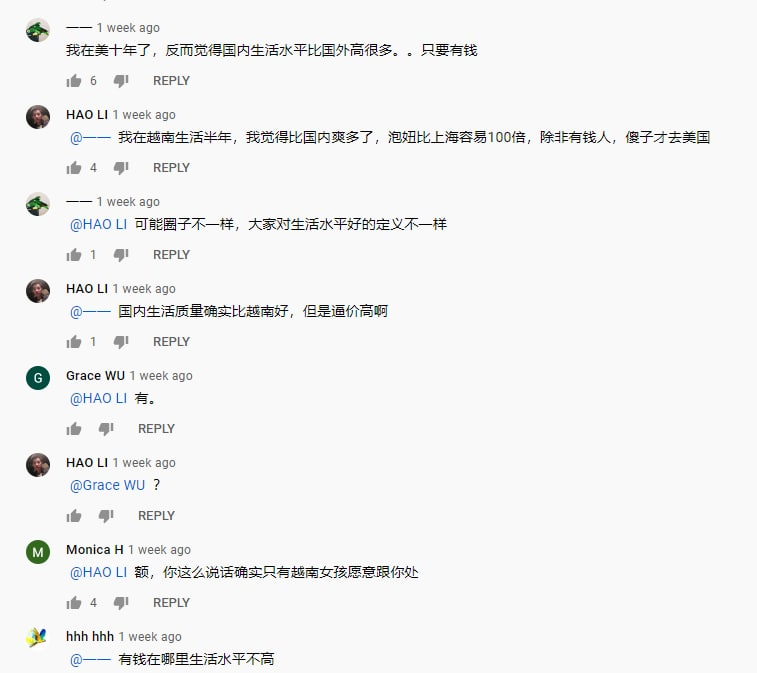 一一 1 week ago
我在美十年了，反而觉得国内生活水平比国外高很多。。只要有钱
6 REPLY
HAO LI 1 week ago
@一一 我在越南生活半年，我觉得比国内爽多了，泡妞比上海容易100倍，除非有钱人，傻子才去美国
4 REPLY
一一 1 week ago
@HAO LI 可能圈子不一样，大家对生活水平好的定义不一样
1 REPLY
HAO LI 1 week ago
@一一 国内生活质量确实比越南好，但是逼价高啊
1 REPLY
G
Grace WU 1 week ago
@HAO LI 有。
REPLY
HAO LI 1 week ago
@Grace WU ？
REPLY
M
Monica H 1 week ago
@HAO LI 额，你这么说话确实只有越南女孩愿意跟你处
4 REPLY
hhh hhh 1 week ago
@一一 有钱在哪里生活水平不高